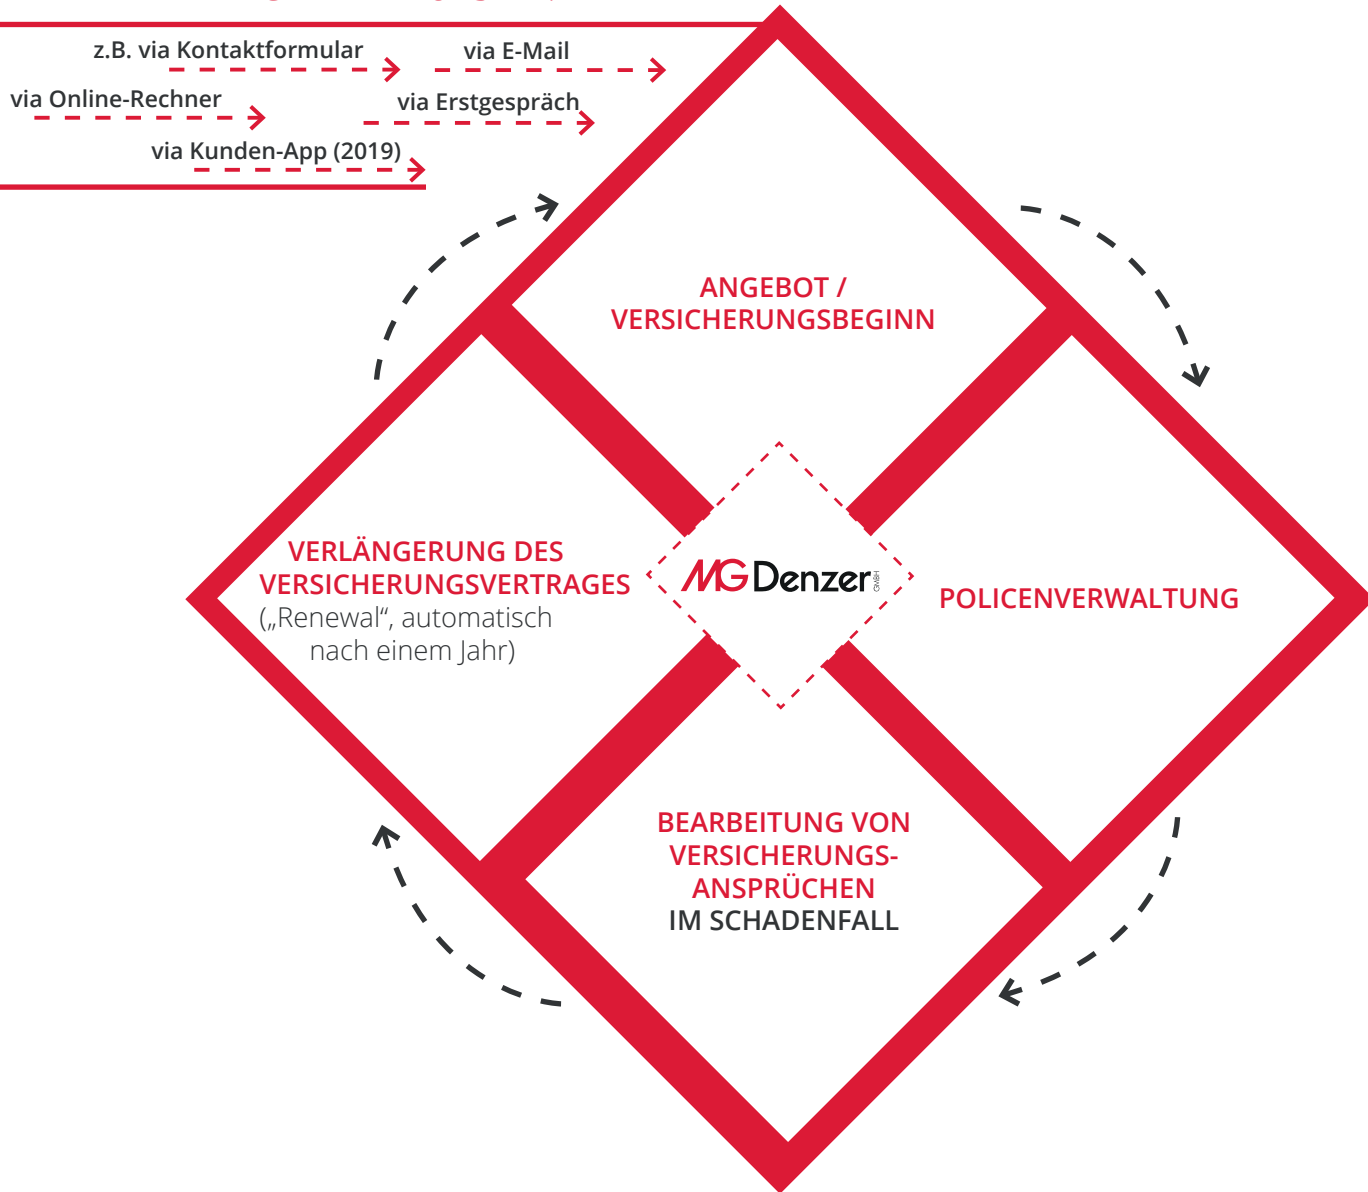 z.B. via Kontaktformular
via E-Mail
via Online-Rechner
via Erstgespräch
via Kunden-App (2019)
ANGEBOT /
VERSICHERUNGSBEGINN
VERLÄNGERUNG DES
VERSICHERUNGSVERTRAGES
(„Renewal“, automatisch
nach einem Jahr)
MG Denzer GMBH
POLICENVERWALTUNG
BEARBEITUNG VON
VERSICHERUNGS-
ANSPRÜCHEN
IM SCHADENFALL